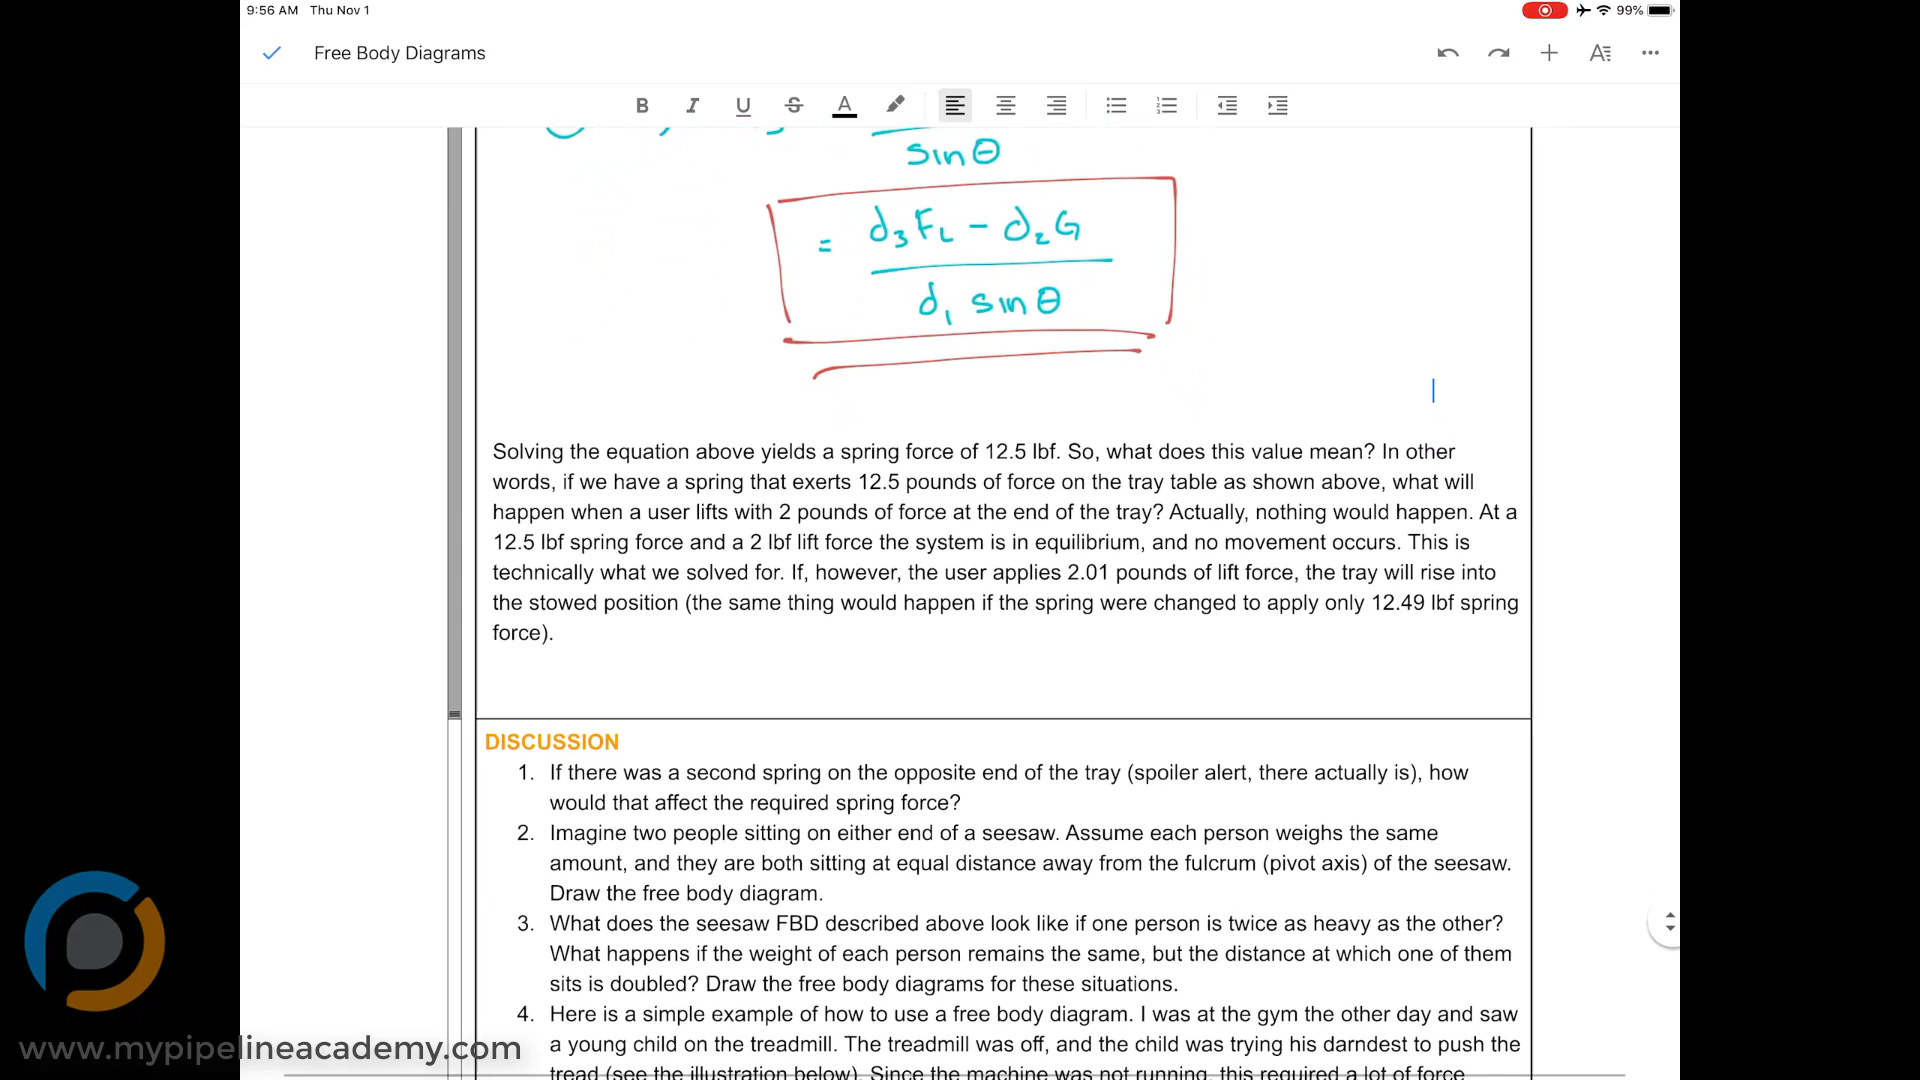 9:56 AM Thu Nov 1
99%
Free Body Diagrams
B I U S A
sin θ
= d₃ F_L - d₂ G
d₁ sin θ
Solving the equation above yields a spring force of 12.5 lbf. So, what does this value mean? In other
words, if we have a spring that exerts 12.5 pounds of force on the tray table as shown above, what will
happen when a user lifts with 2 pounds of force at the end of the tray? Actually, nothing would happen. At a
12.5 lbf spring force and a 2 lbf lift force the system is in equilibrium, and no movement occurs. This is
technically what we solved for. If, however, the user applies 2.01 pounds of lift force, the tray will rise into
the stowed position (the same thing would happen if the spring were changed to apply only 12.49 lbf spring
force).
DISCUSSION
1. If there was a second spring on the opposite end of the tray (spoiler alert, there actually is), how
would that affect the required spring force?
2. Imagine two people sitting on either end of a seesaw. Assume each person weighs the same
amount, and they are both sitting at equal distance away from the fulcrum (pivot axis) of the seesaw.
Draw the free body diagram.
3. What does the seesaw FBD described above look like if one person is twice as heavy as the other?
What happens if the weight of each person remains the same, but the distance at which one of them
sits is doubled? Draw the free body diagrams for these situations.
4. Here is a simple example of how to use a free body diagram. I was at the gym the other day and saw
a young child on the treadmill. The treadmill was off, and the child was trying his darndest to push the
tread (see the illustration below). Since the machine was not running, this required a lot of force
www.mypipelineacademy.com